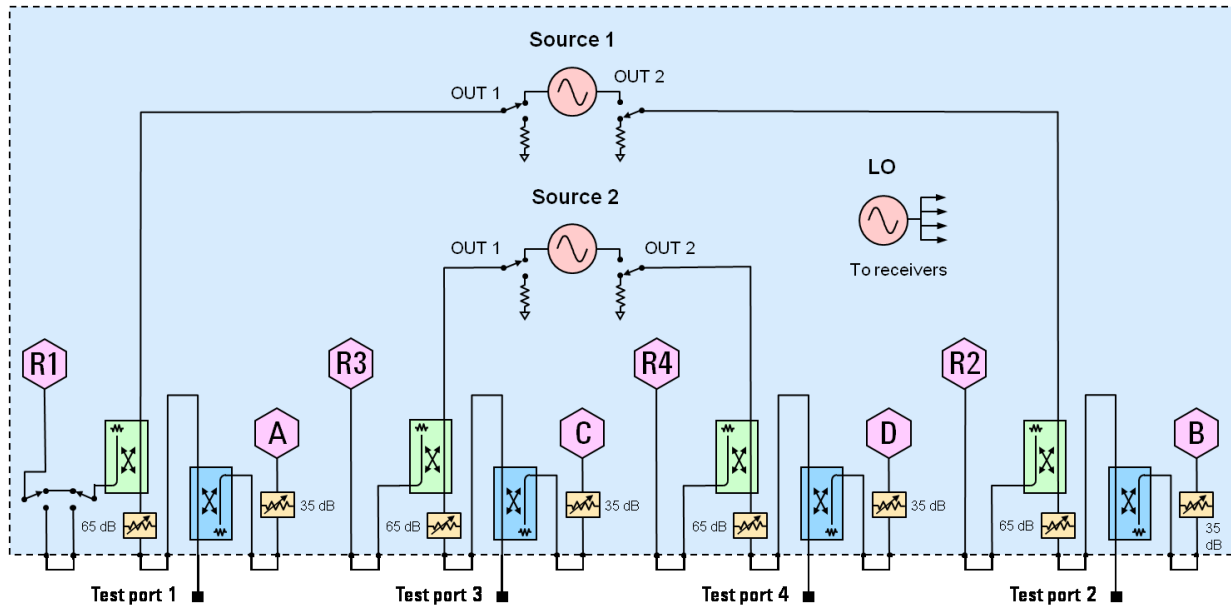 Source 1
OUT 1
OUT 2
LO
Source 2
OUT 1
OUT 2
To receivers
R1
R3
R4
R2
A
C
D
B
65 dB
35 dB
65 dB
35 dB
65 dB
35 dB
65 dB
35
dB
Test port 1
Test port 3
Test port 4
Test port 2